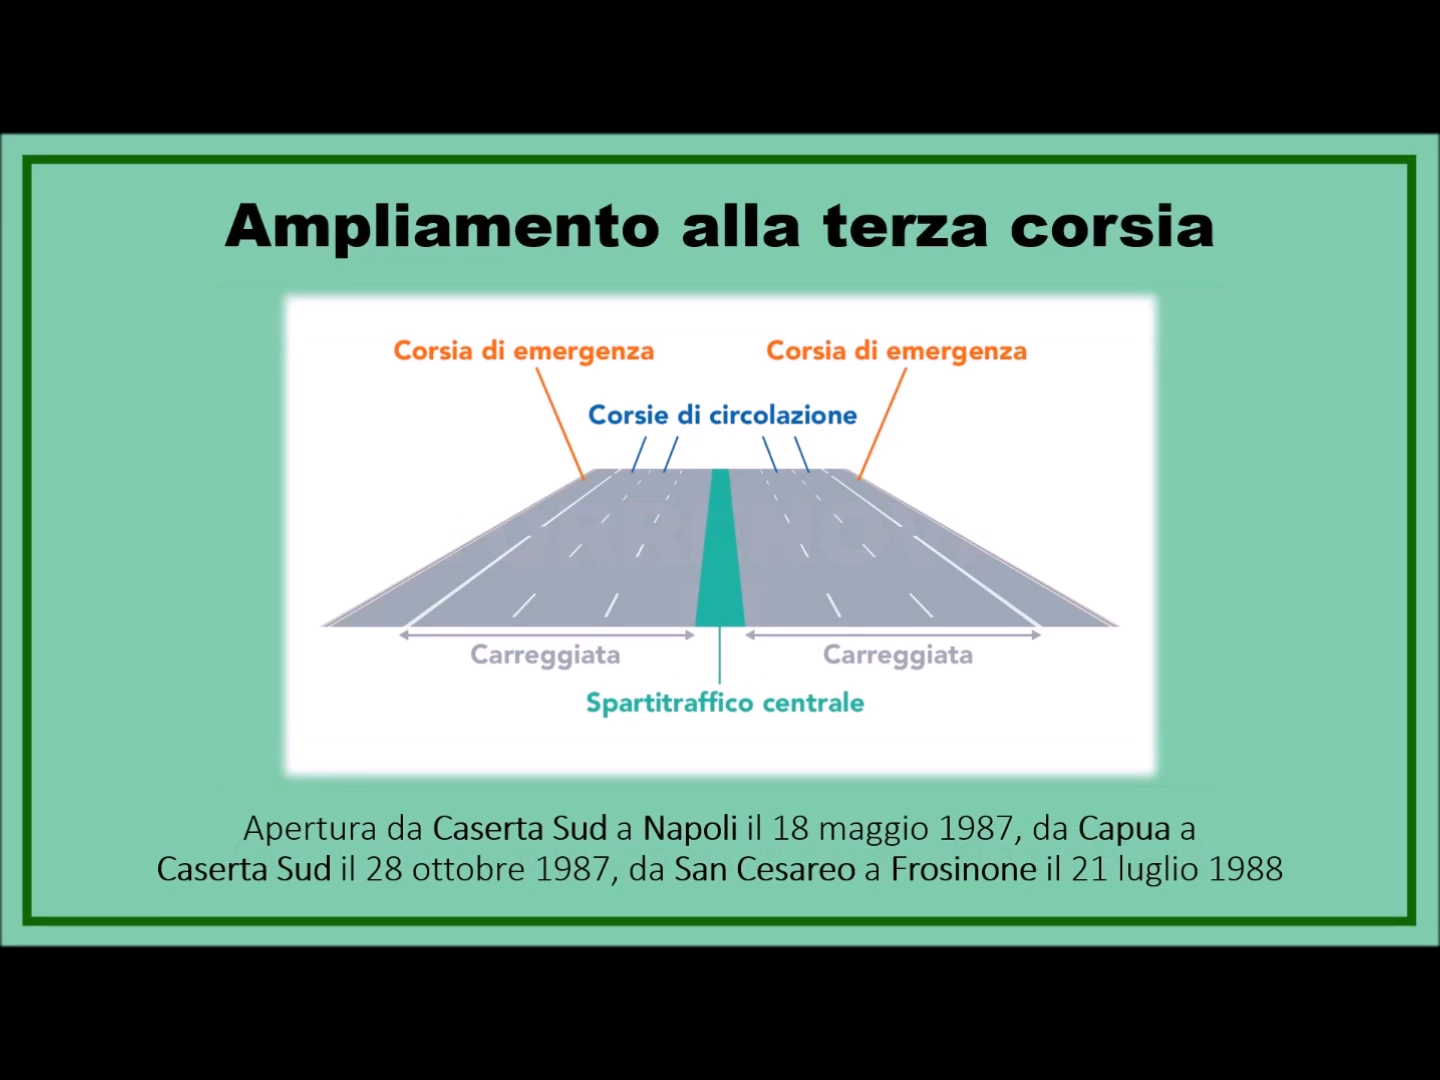 Ampliamento alla terza corsia
Corsia di emergenza
Corsia di emergenza
Corsie di circolazione
Carreggiata
Carreggiata
Spartitraffico centrale
Apertura da Caserta Sud a Napoli il 18 maggio 1987, da Capua a
Caserta Sud il 28 ottobre 1987, da San Cesareo a Frosinone il 21 luglio 1988